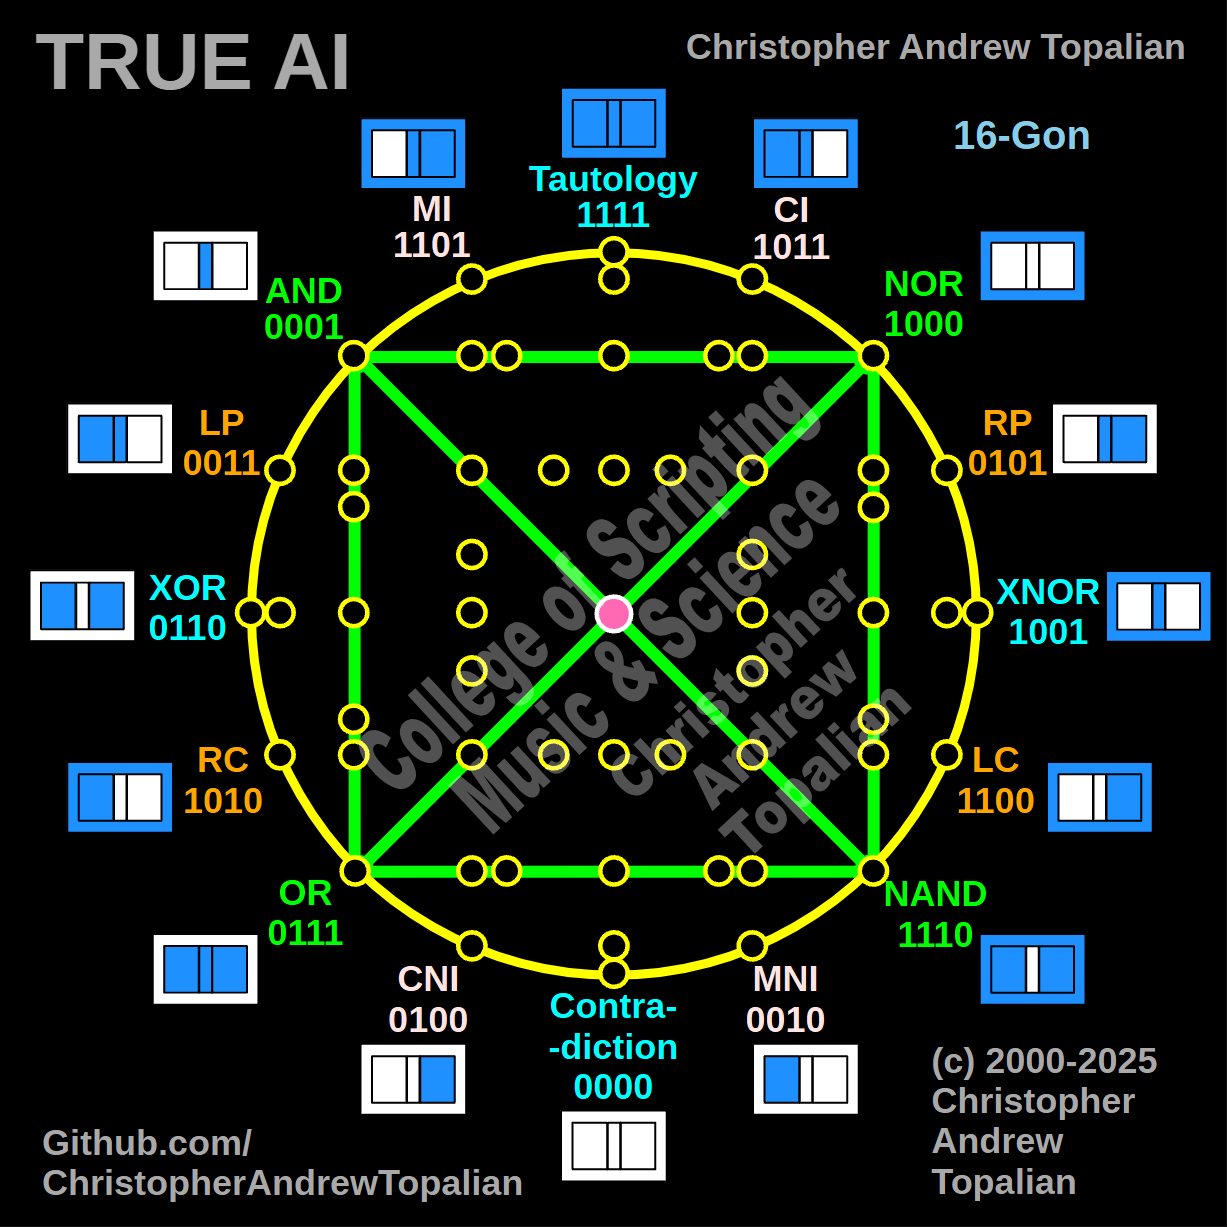 TRUE AI
Christopher Andrew Topalian
16-Gon
MI
1101
Tautology
1111
CI
1011
AND
0001
NOR
1000
LP
0011
RP
0101
XOR
0110
XNOR
1001
RC
1010
LC
1100
OR
0111
NAND
1110
CNI
0100
Contra-
-diction
0000
MNI
0010
College of Scripting
Music & Science
Christopher
Andrew
Topalian
Github.com/
ChristopherAndrewTopalian
(c) 2000-2025
Christopher
Andrew
Topalian